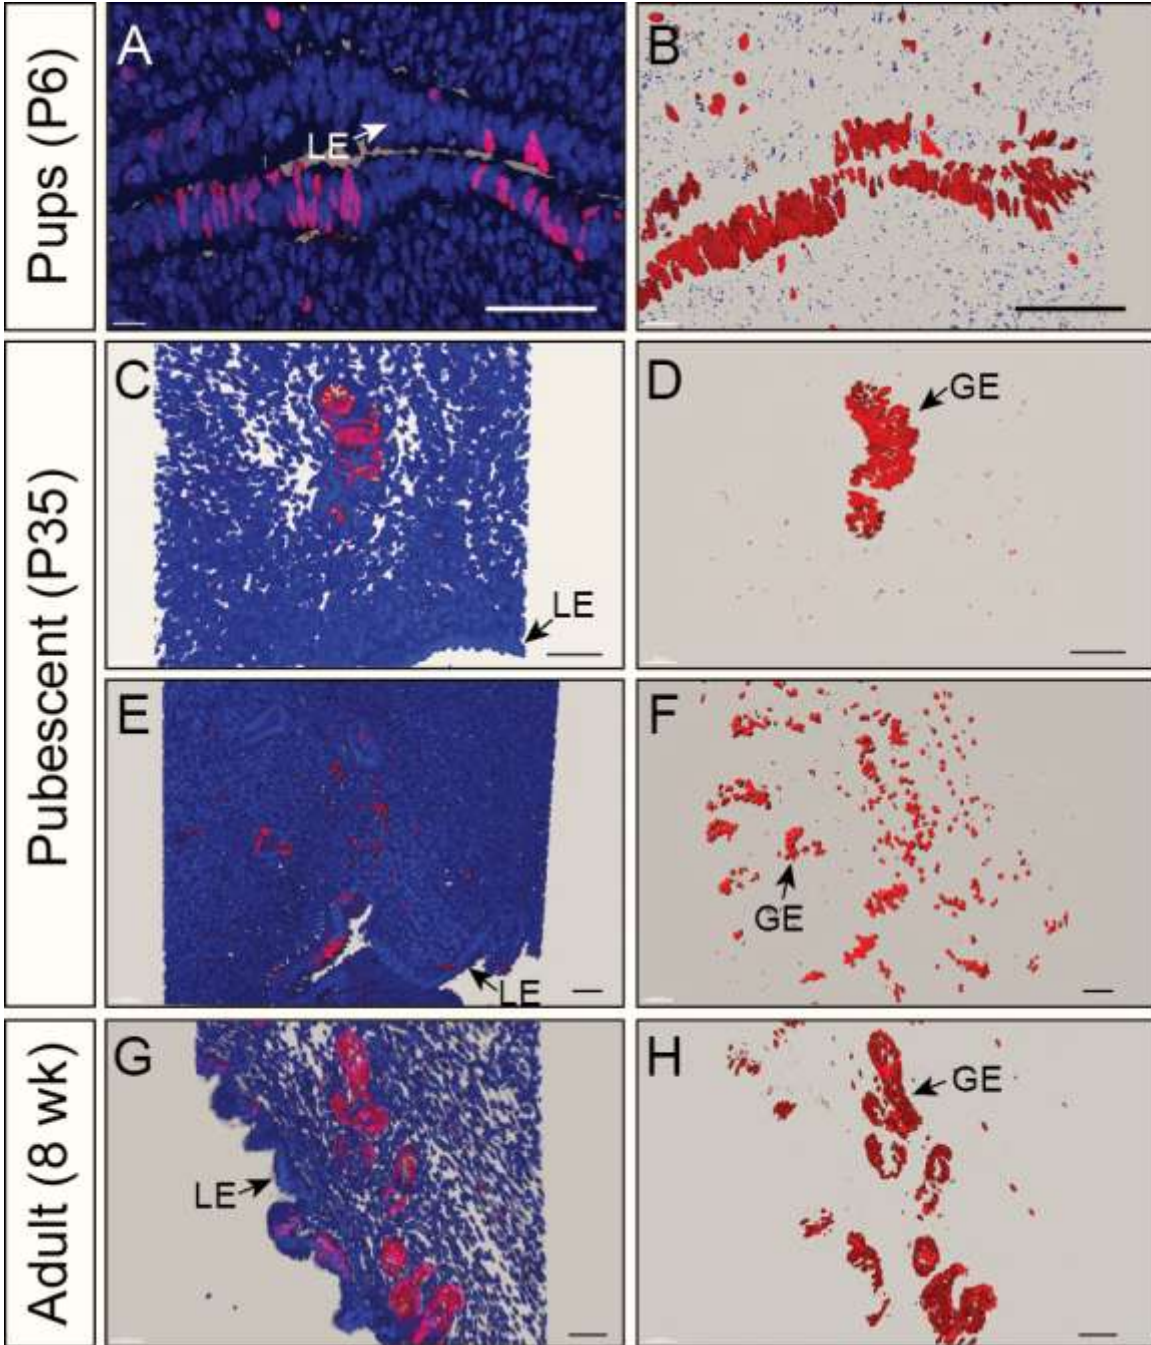 Pups (P6)
A
LE
B
Pubescent (P35)
C
LE
D
GE
E
LE
F
GE
Adult (8 wk)
G
LE
H
GE